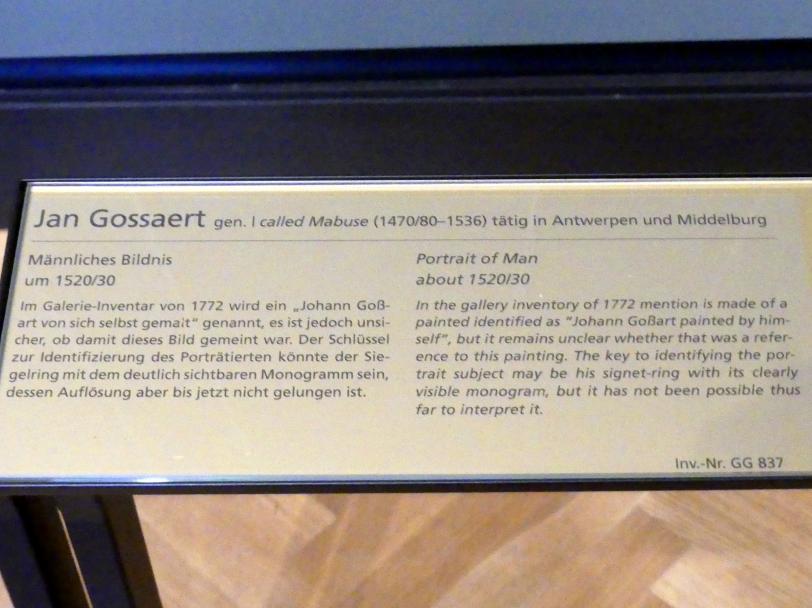 Jan Gossaert gen. | called Mabuse (1470/80–1536) tätig in Antwerpen und Middelburg
Männliches Bildnis
um 1520/30
Im Galerie-Inventar von 1772 wird ein „Johann Goß-
art von sich selbst gemalt“ genannt, es ist jedoch unsi-
cher, ob damit dieses Bild gemeint war. Der Schlüssel
zur Identifizierung des Porträtierten könnte der Sie-
gelring mit dem deutlich sichtbaren Monogramm sein,
dessen Auflösung aber bis jetzt nicht gelungen ist.
Portrait of Man
about 1520/30
In the gallery inventory of 1772 mention is made of a
painted identified as “Johann Goßart painted by him-
self”, but it remains unclear whether that was a refer-
ence to this painting. The key to identifying the por-
trait subject may be his signet-ring with its clearly
visible monogram, but it has not been possible thus
far to interpret it.
Inv.-Nr. GG 837